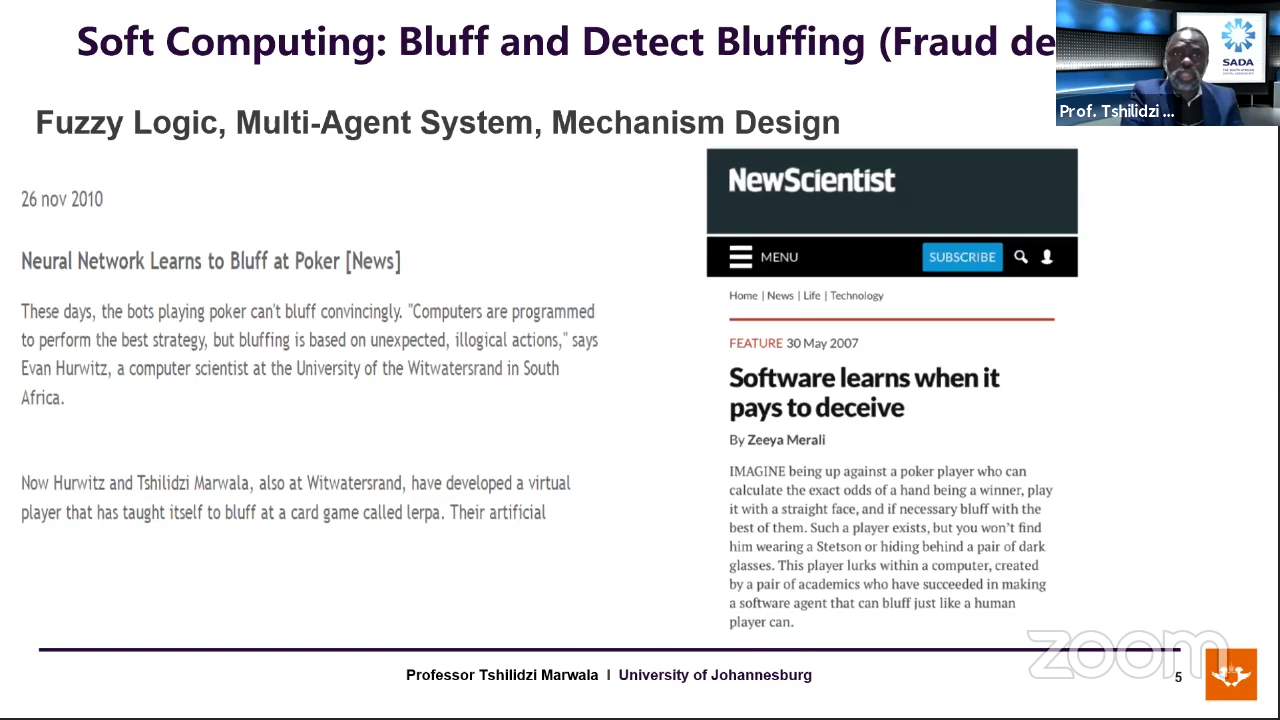 Soft Computing: Bluff and Detect Bluffing (Fraud de
SADA
Prof. Tshilidzi ...
Fuzzy Logic, Multi-Agent System, Mechanism Design
26 nov 2010
Neural Network Learns to Bluff at Poker [News]
These days, the bots playing poker can't bluff convincingly. "Computers are programmed
to perform the best strategy, but bluffing is based on unexpected, illogical actions," says
Evan Hurwitz, a computer scientist at the University of the Witwatersrand in South
Africa.
Now Hurwitz and Tshilidzi Marwala, also at Witwatersrand, have developed a virtual
player that has taught itself to bluff at a card game called lerpa. Their artificial
NewScientist
MENU
SUBSCRIBE
Home | News | Life | Technology
FEATURE 30 May 2007
Software learns when it
pays to deceive
By Zeeya Merali
IMAGINE being up against a poker player who can
calculate the exact odds of a hand being a winner, play
it with a straight face, and if necessary bluff with the
best of them. Such a player exists, but you won't find
him wearing a Stetson or hiding behind a pair of dark
glasses. This player lurks within a computer, created
by a pair of academics who have succeeded in making
a software agent that can bluff just like a human
player can.
zoom
Professor Tshilidzi Marwala I University of Johannesburg
5